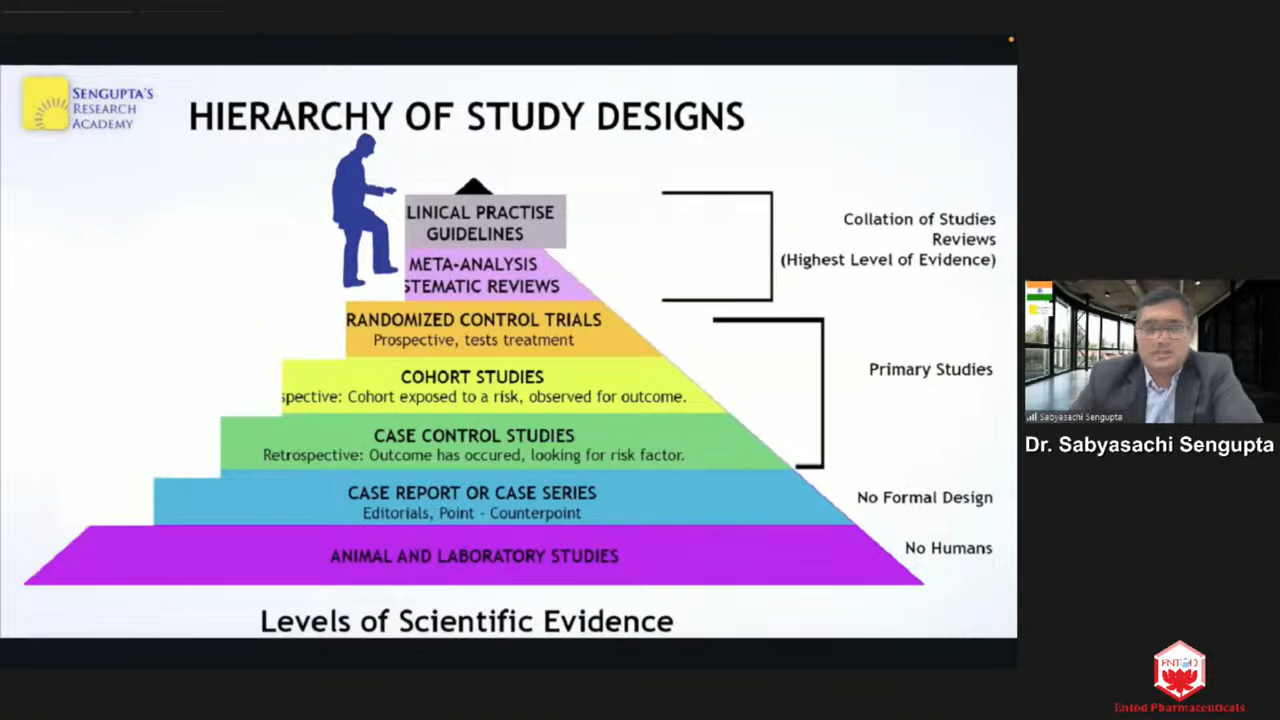 SENGUPTA'S
RESEARCH
ACADEMY
HIERARCHY OF STUDY DESIGNS
LINICAL PRACTISE
GUIDELINES
META-ANALYSIS
STEMATIC REVIEWS
RANDOMIZED CONTROL TRIALS
Prospective, tests treatment
COHORT STUDIES
spective: Cohort exposed to a risk, observed for outcome.
CASE CONTROL STUDIES
Retrospective: Outcome has occured, looking for risk factor.
CASE REPORT OR CASE SERIES
Editorials, Point - Counterpoint
ANIMAL AND LABORATORY STUDIES
Levels of Scientific Evidence
Collation of Studies
Reviews
(Highest Level of Evidence)
Primary Studies
No Formal Design
No Humans
Sabyasachi Sengupta
Dr. Sabyasachi Sengupta
ENTOD
Entod Pharmaceuticals